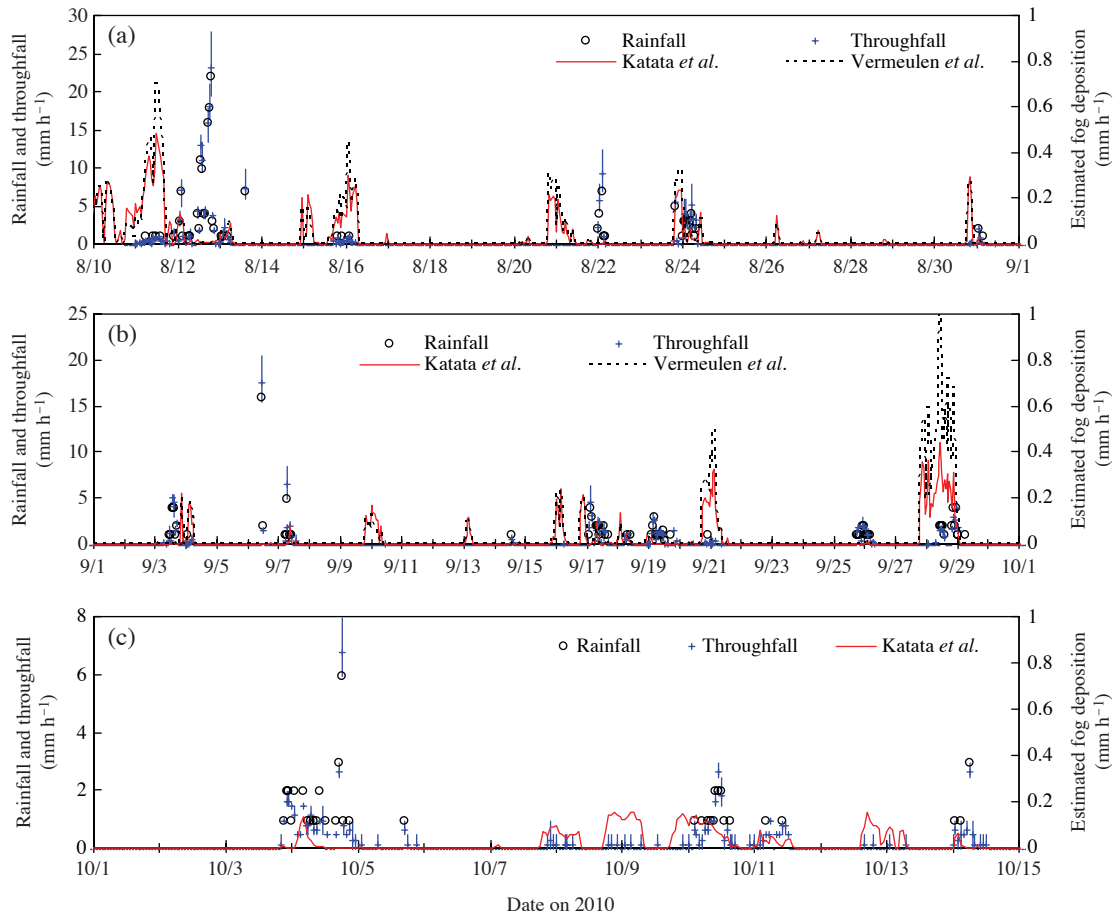 (a)
Rainfall
Throughfall
Katata et al.
Vermeulen et al.
Rainfall and throughfall
(mm h⁻¹)
30
25
20
15
10
5
0
Estimated fog deposition
(mm h⁻¹)
1
0.8
0.6
0.4
0.2
0
8/10 8/12 8/14 8/16 8/18 8/20 8/22 8/24 8/26 8/28 8/30 9/1
(b)
Rainfall
Throughfall
Katata et al.
Vermeulen et al.
Rainfall and throughfall
(mm h⁻¹)
25
20
15
10
5
0
Estimated fog deposition
(mm h⁻¹)
1
0.8
0.6
0.4
0.2
0
9/1 9/3 9/5 9/7 9/9 9/11 9/13 9/15 9/17 9/19 9/21 9/23 9/25 9/27 9/29 10/1
(c)
Rainfall
Throughfall
Katata et al.
Rainfall and throughfall
(mm h⁻¹)
8
6
4
2
0
Estimated fog deposition
(mm h⁻¹)
1
0.8
0.6
0.4
0.2
0
10/1 10/3 10/5 10/7 10/9 10/11 10/13 10/15
Date on 2010